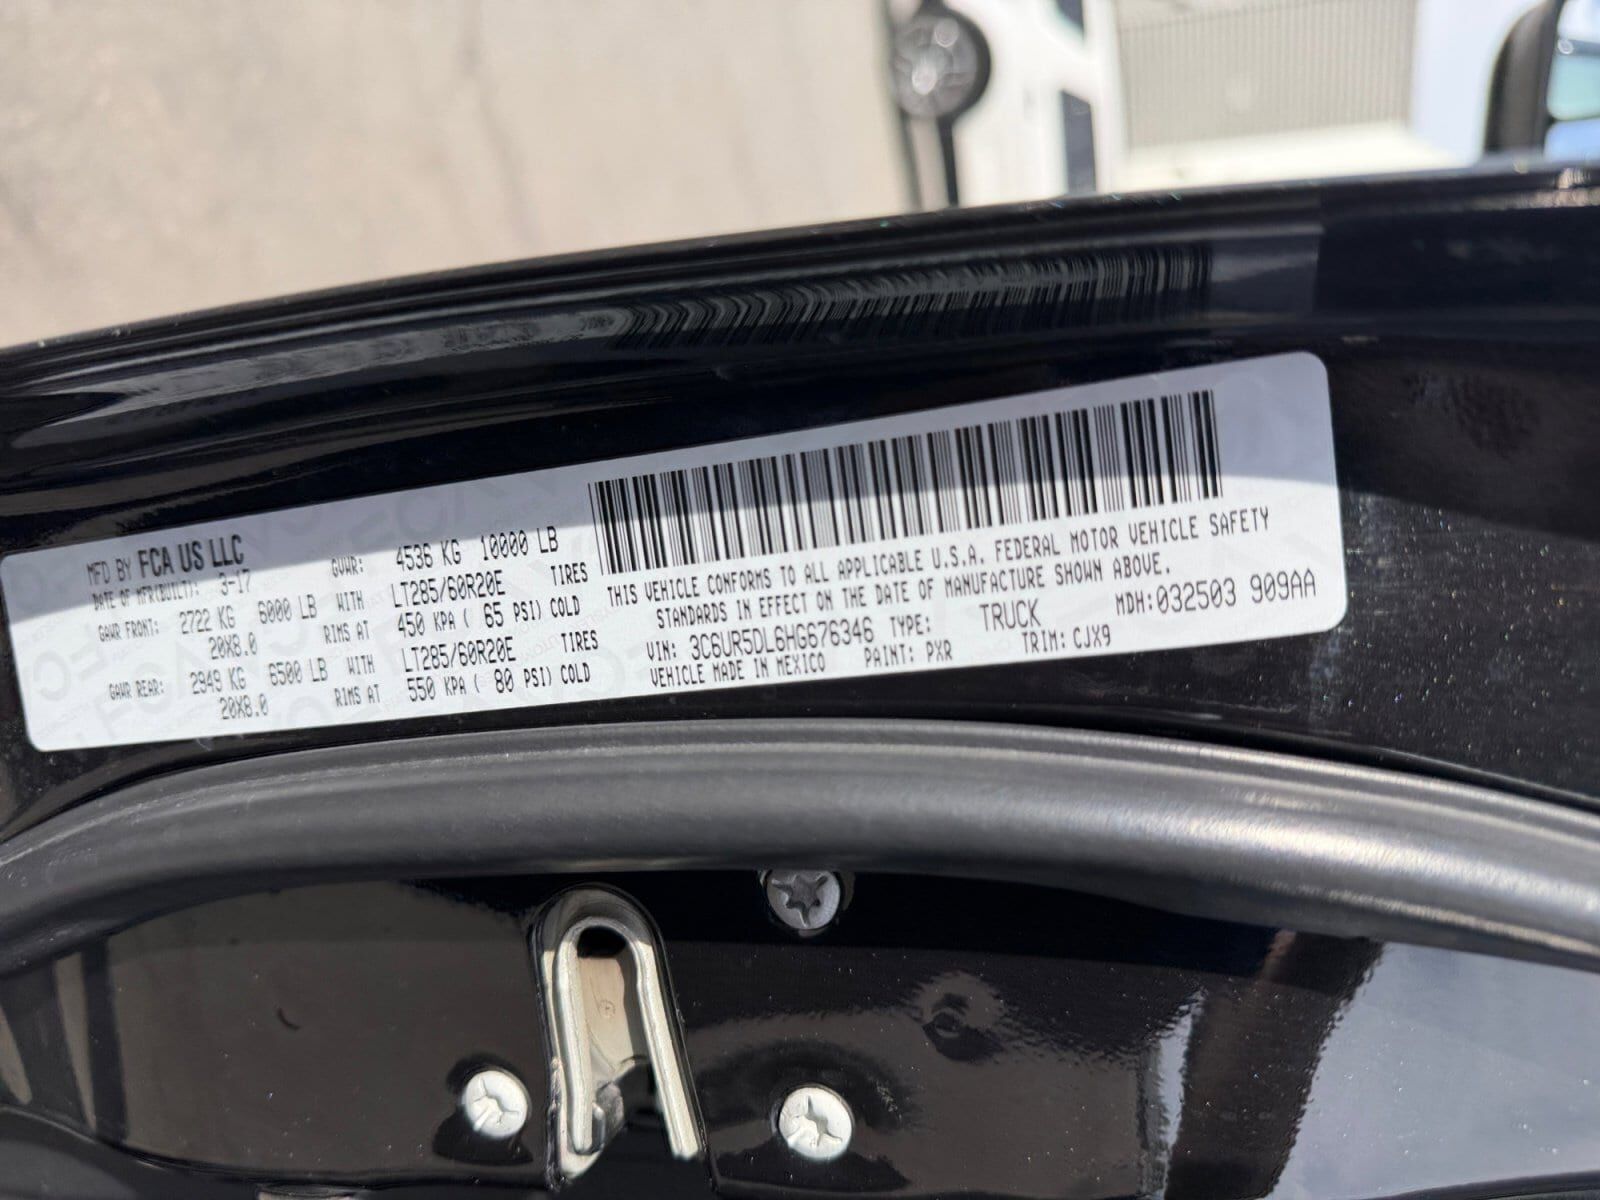 MFD BY FCA US LLC
DATE OF MFR(BUILT): 3-17
GVWR: 4536 KG 10000 LB
GAWR FRONT: 2722 KG 6000 LB WITH LT285/60R20E TIRES
20X8.0 RIMS AT 450 KPA ( 65 PSI) COLD
GAWR REAR: 2949 KG 6500 LB WITH LT285/60R20E TIRES
20X8.0 RIMS AT 550 KPA ( 80 PSI) COLD
THIS VEHICLE CONFORMS TO ALL APPLICABLE U.S.A. FEDERAL MOTOR VEHICLE SAFETY
STANDARDS IN EFFECT ON THE DATE OF MANUFACTURE SHOWN ABOVE.
VIN: 3C6UR5DL6HG676346 TYPE: TRUCK MDH:032503 909AA
VEHICLE MADE IN MEXICO PAINT: PXR TRIM: CJX9